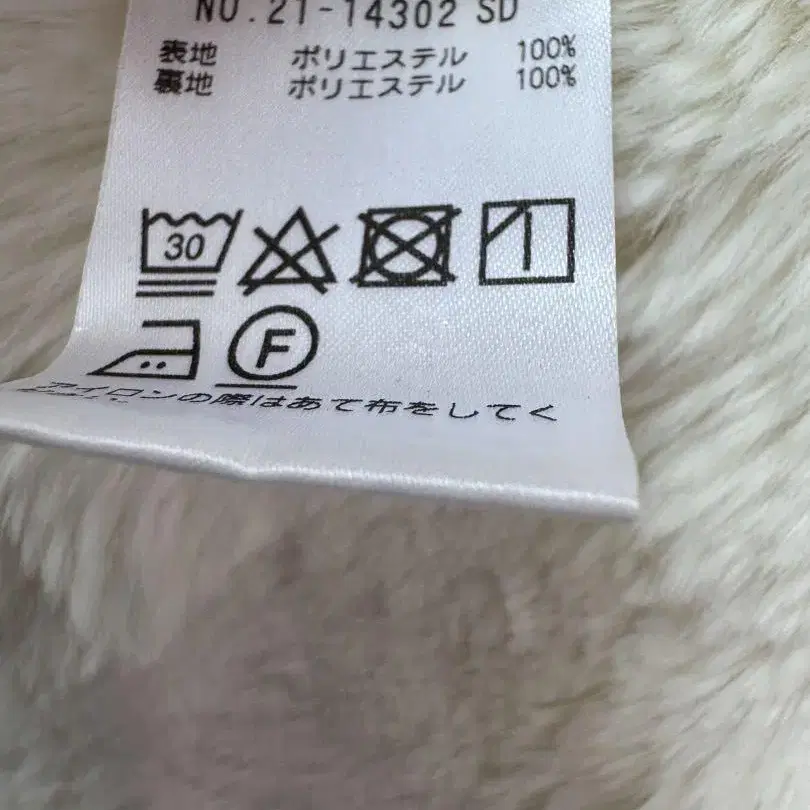 NO.21-14302 SD
表地 ポリエステル 100%
裏地 ポリエステル 100%
30
F
アイロンの際はあて布をしてく